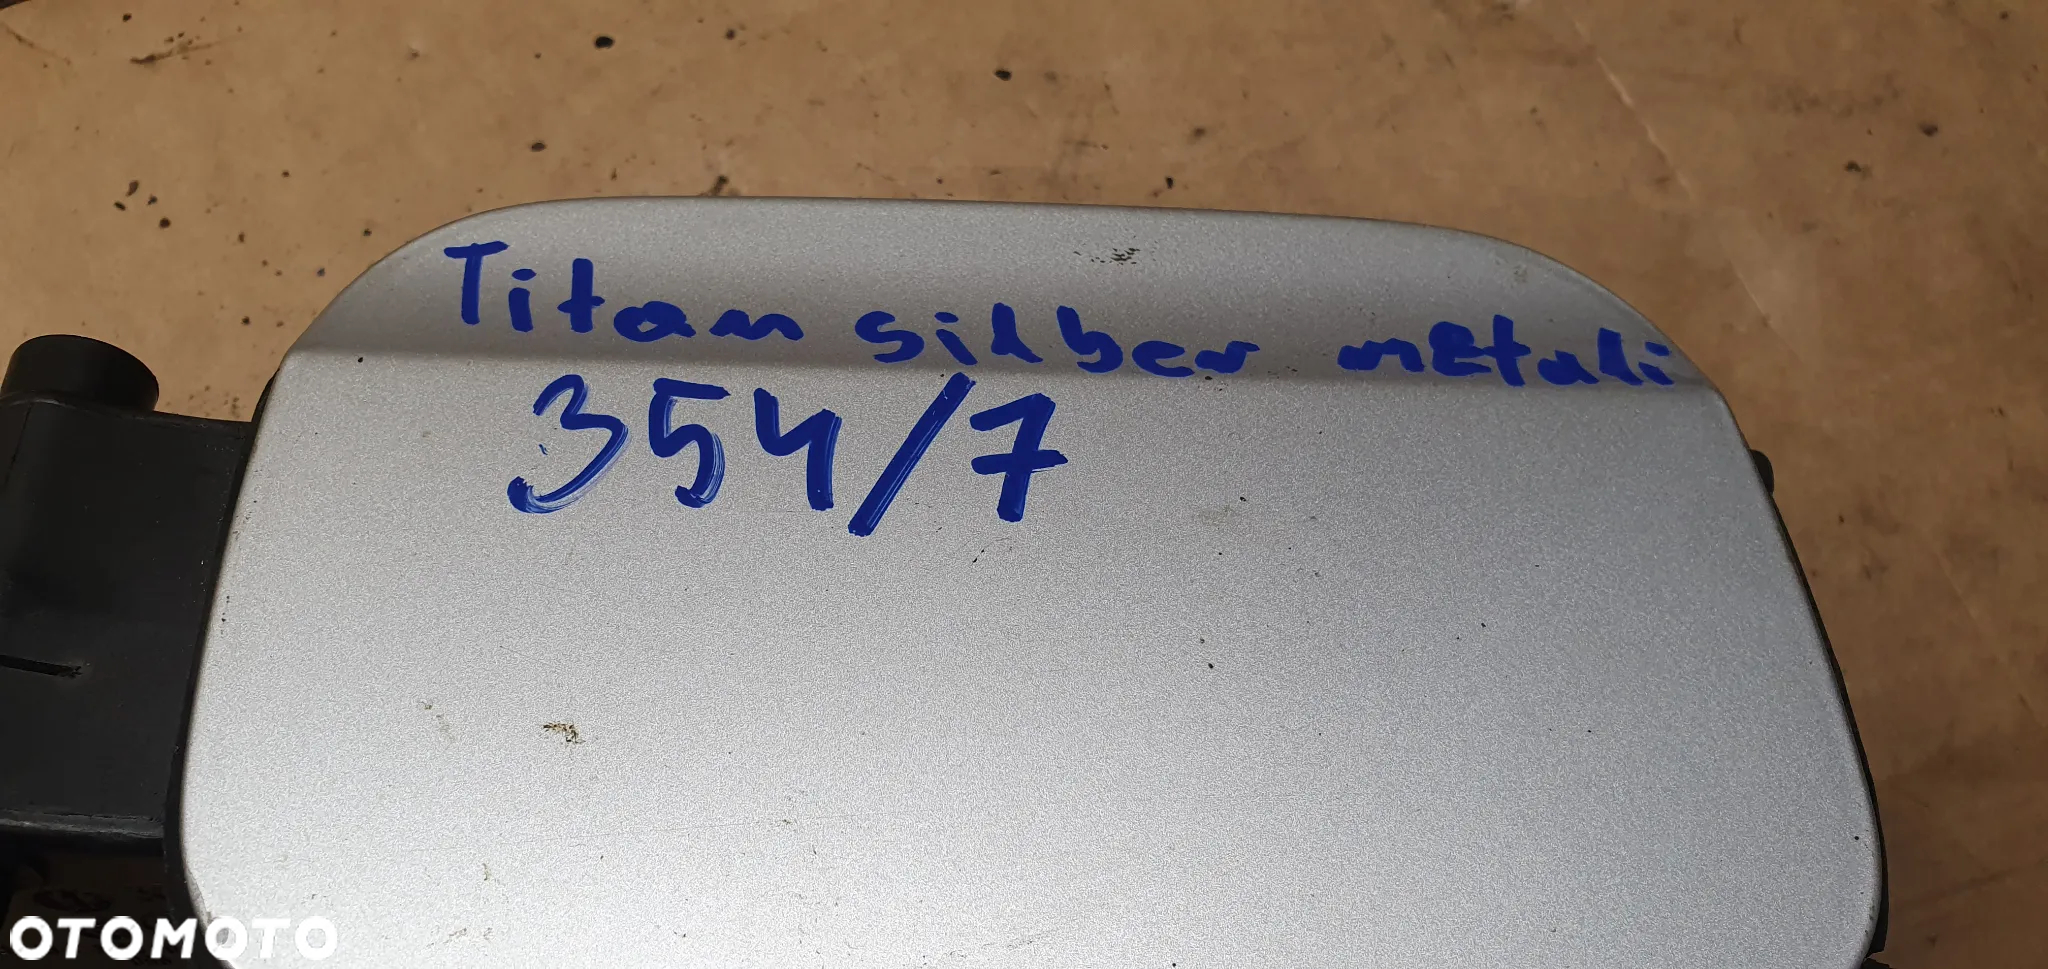 Titan silber metali
354/7
OTOMOTO